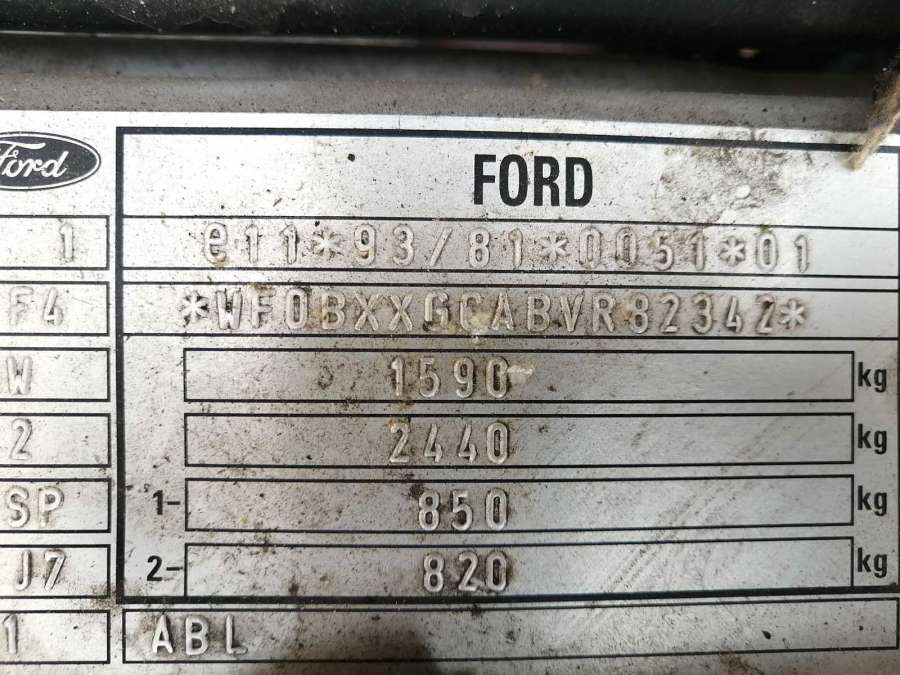 Ford
FORD
1 e11*93/81*0051*01
F4 *WF0BXXGCABVR82342*
W 1590 kg
2 2440 kg
SP 1- 850 kg
J7 2- 820 kg
1 ABL